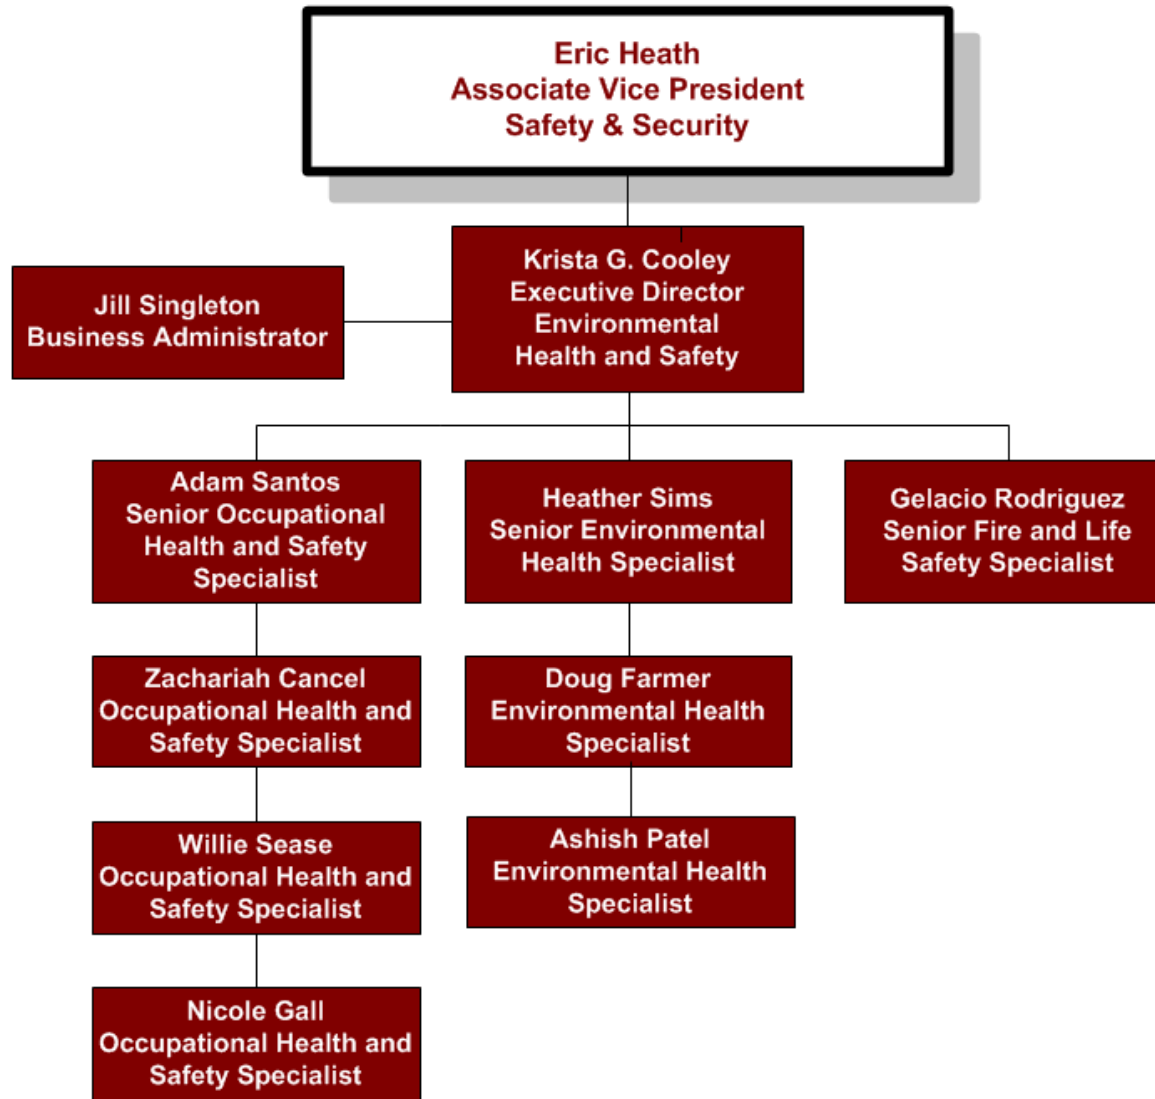 Eric Heath
Associate Vice President
Safety & Security
Krista G. Cooley
Executive Director
Environmental
Health and Safety
Jill Singleton
Business Administrator
Adam Santos
Senior Occupational
Health and Safety
Specialist
Heather Sims
Senior Environmental
Health Specialist
Gelacio Rodriguez
Senior Fire and Life
Safety Specialist
Zachariah Cancel
Occupational Health and
Safety Specialist
Doug Farmer
Environmental Health
Specialist
Willie Sease
Occupational Health and
Safety Specialist
Ashish Patel
Environmental Health
Specialist
Nicole Gall
Occupational Health and
Safety Specialist